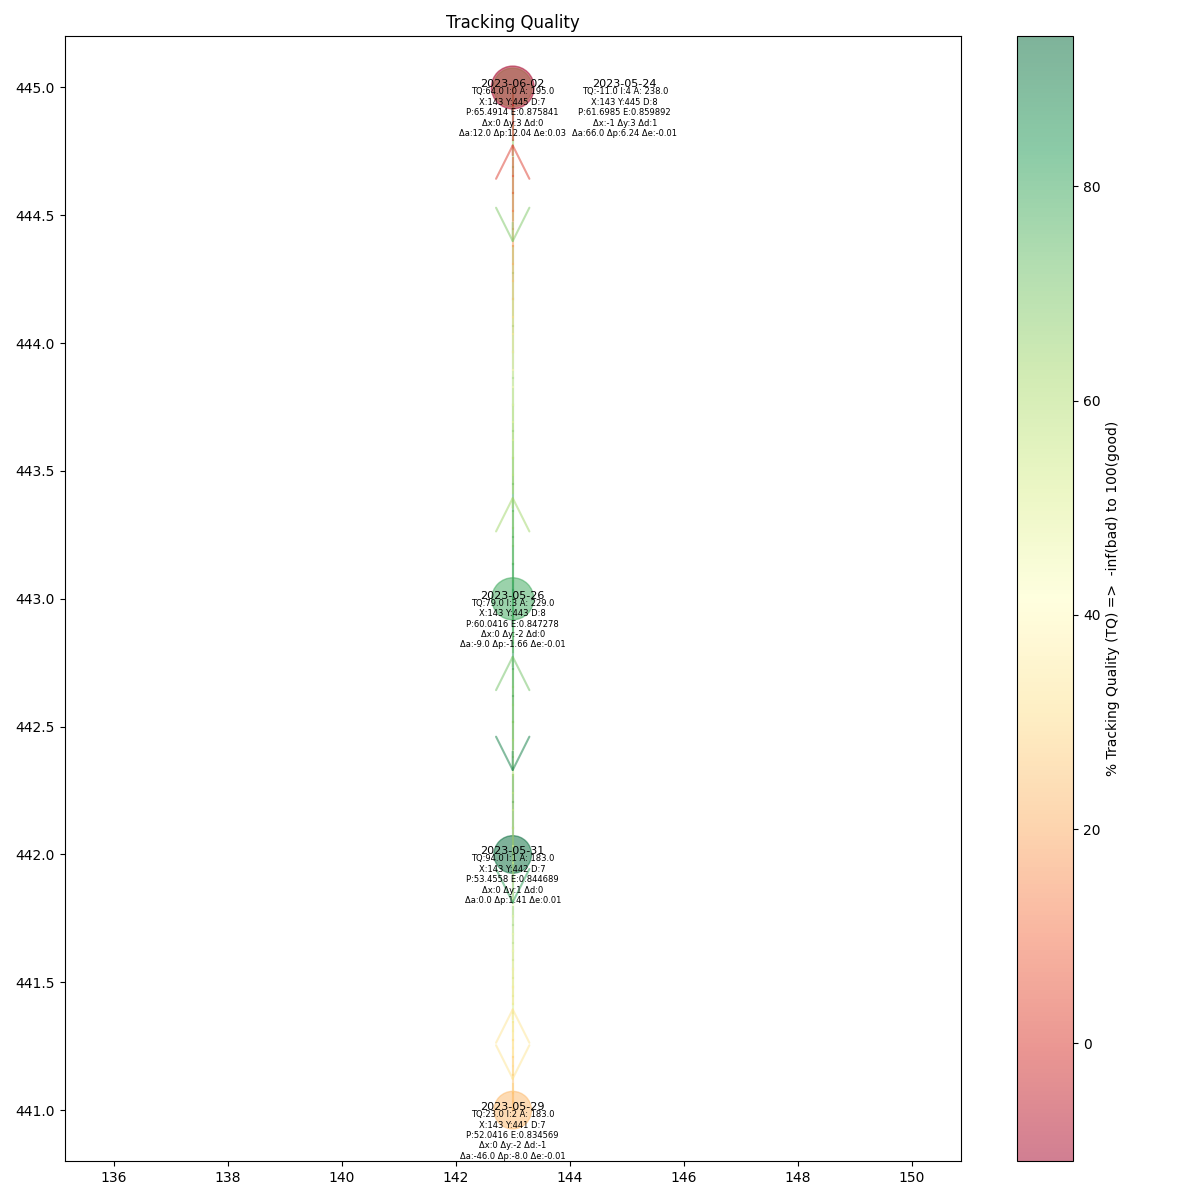 Tracking Quality
445.0
444.5
444.0
443.5
443.0
442.5
442.0
441.5
441.0
136
138
140
142
144
146
148
150
2023-06-02
TQ:64.0 I:0 A: 195.0
X:143 Y:445 D:7
P:65.4914 E:0.875841
Δx:0 Δy:3 Δd:0
Δa:12.0 Δp:12.04 Δe:0.03
2023-05-24
TQ:-11.0 I:4 A: 238.0
X:143 Y:445 D:8
P:61.6985 E:0.859892
Δx:-1 Δy:3 Δd:1
Δa:66.0 Δp:6.24 Δe:-0.01
2023-05-26
TQ:79.0 I:3 A: 229.0
X:143 Y:443 D:8
P:60.0416 E:0.847278
Δx:0 Δy:-2 Δd:0
Δa:-9.0 Δp:-1.66 Δe:-0.01
2023-05-31
TQ:94.0 I:1 A: 183.0
X:143 Y:442 D:7
P:53.4558 E:0.844689
Δx:0 Δy:1 Δd:0
Δa:0.0 Δp:1.41 Δe:0.01
2023-05-29
TQ:23.0 I:2 A: 183.0
X:143 Y:441 D:7
P:52.0416 E:0.834569
Δx:0 Δy:-2 Δd:-1
Δa:-46.0 Δp:-8.0 Δe:-0.01
80
60
40
20
0
% Tracking Quality (TQ) => -inf(bad) to 100(good)